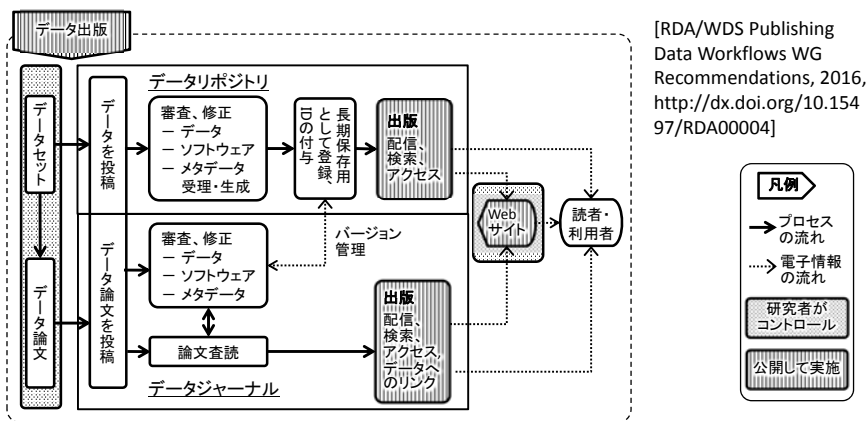 データ出版
[RDA/WDS Publishing
Data Workflows WG
Recommendations, 2016,
http://dx.doi.org/10.154
97/RDA00004]
データリポジトリ
データセット
データを投稿
審査、修正
― データ
― ソフトウェア
― メタデータ
受理・生成
長期保存用
として登録、
IDの付与
出版
配信、
検索、
アクセス
Web
サイト
読者・
利用者
バージョン
管理
データ論文
データ論文を投稿
審査、修正
― データ
― ソフトウェア
― メタデータ
論文査読
出版
配信、
検索、
アクセス,
データへ
のリンク
データジャーナル
凡例
プロセス
の流れ
電子情報
の流れ
研究者が
コントロール
公開して実施